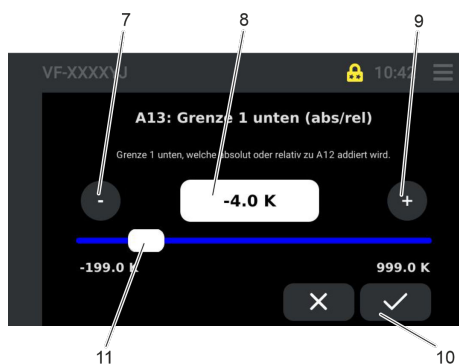 7 8 9
VF-XXXXYJ 10:42
A13: Grenze 1 unten (abs/rel)
Grenze 1 unten, welche absolut oder relativ zu A12 addiert wird.
- -4.0 K +
-199.0 K 999.0 K
11 10